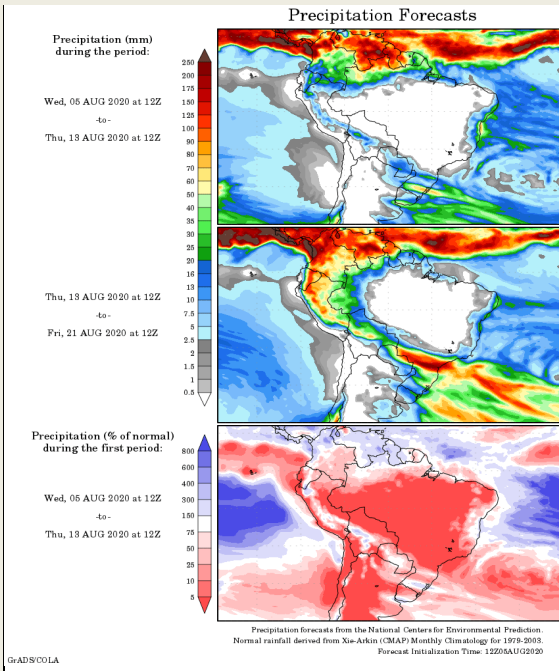 Precipitation Forecasts
Precipitation (mm)
during the period:
Wed, 05 AUG 2020 at 12Z
-to-
Thu, 13 AUG 2020 at 12Z
250
200
175
150
125
100
90
80
70
60
50
40
35
30
25
20
16
13
10
7.5
5
2.5
2
1.5
1
0.5
Thu, 13 AUG 2020 at 12Z
-to-
Fri, 21 AUG 2020 at 12Z
Precipitation (% of normal)
during the first period:
Wed, 05 AUG 2020 at 12Z
-to-
Thu, 13 AUG 2020 at 12Z
800
600
400
300
150
75
50
25
10
5
Precipitation forecasts from the National Centers for Environmental Prediction.
Normal rainfall derived from Xie-Arkin (CMAP) Monthly Climatology for 1979-2003.
Forecast Initialization Time: 12Z05AUG2020
GrADS/COLA